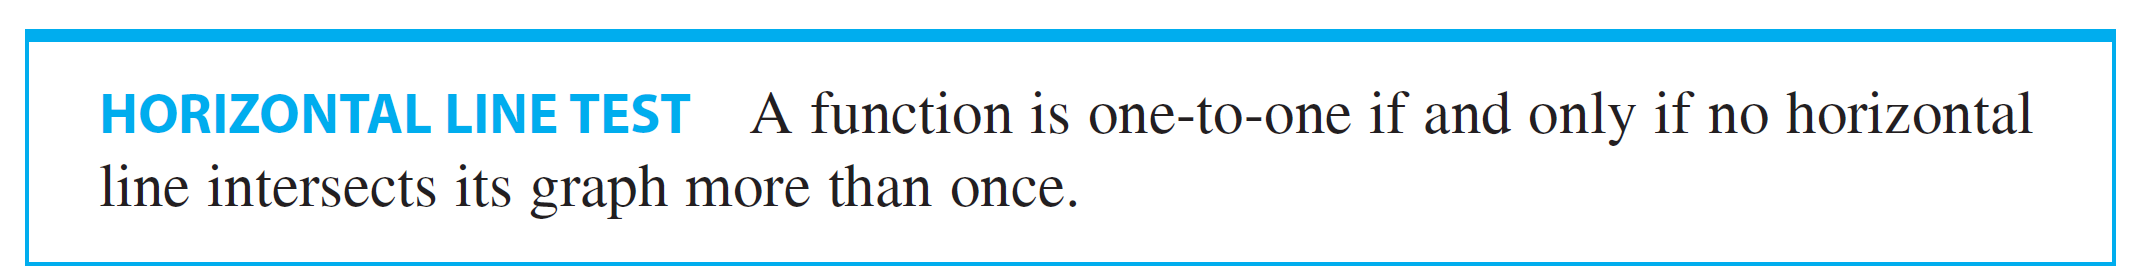 HORIZONTAL LINE TEST A function is one-to-one if and only if no horizontal
line intersects its graph more than once.